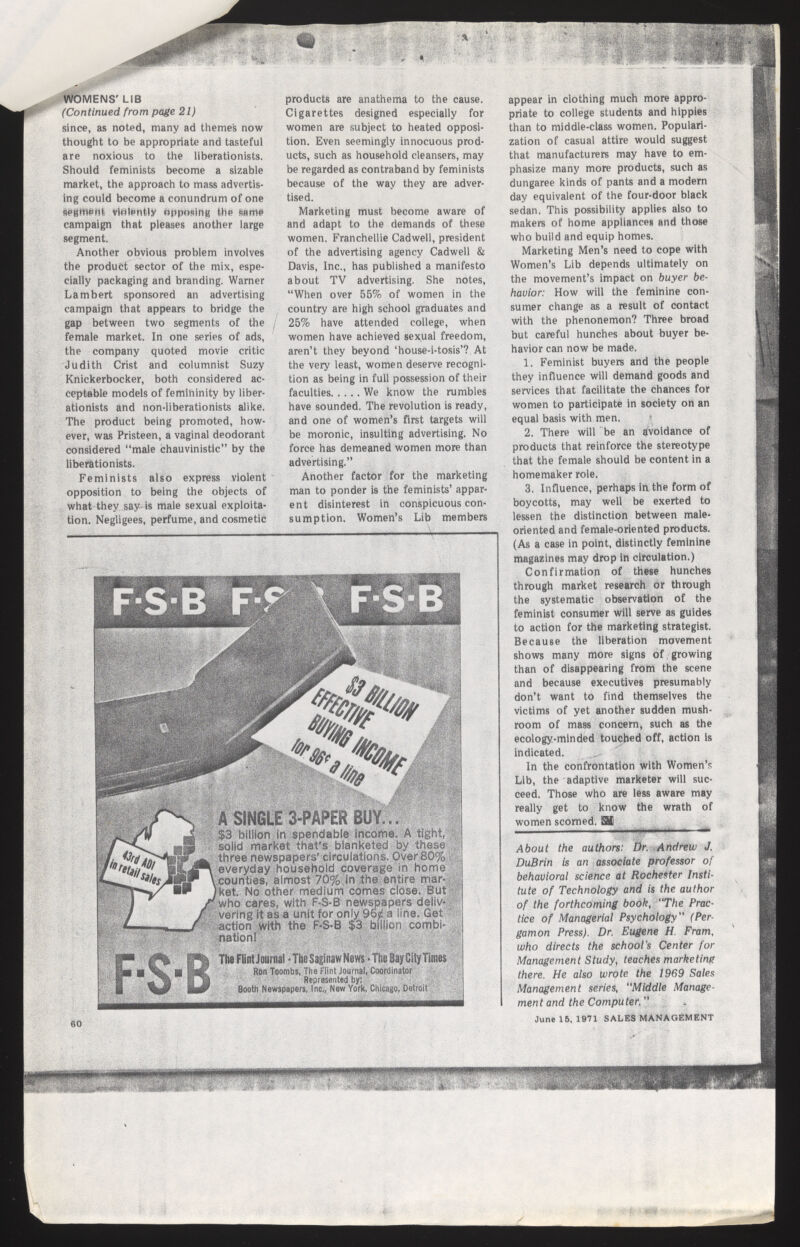 WOMENS' LIB
(Continued from page 21)
since, as noted, many ad themes now
thought to be appropriate and tasteful
are noxious to the liberationists.
Should feminists become a sizable
market, the approach to mass advertis-
ing could become a conundrum of one
segment violently opposing the same
campaign that pleases another large
segment.
Another obvious problem involves
the product sector of the mix, espe-
cially packaging and branding. Warner
Lambert sponsored an advertising
campaign that appears to bridge the
gap between two segments of the
female market. In one series of ads,
the company quoted movie critic
Judith Crist and columnist Suzy
Knickerbocker, both considered ac-
ceptable models of femininity by liber-
ationists and non-liberationists alike.
The product being promoted, how-
ever, was Pristeen, a vaginal deodorant
considered "male chauvinistic" by the
liberationists.
Feminists also express violent
opposition to being the objects of
what they say is male sexual exploita-
tion. Negligees, perfume, and cosmetic
products are anathema to the cause.
Cigarettes designed especially for
women are subject to heated opposi-
tion. Even seemingly innocuous prod-
ucts, such as household cleansers, may
be regarded as contraband by feminists
because of the way they are adver-
tised.
Marketing must become aware of
and adapt to the demands of these
women. Franchellie Cadwell, president
of the advertising agency Cadwell &
Davis, Inc., has published a manifesto
about TV advertising. She notes,
"When over 55% of women in the
country are high school graduates and
25% have attended college, when
women have achieved sexual freedom,
aren't they beyond 'house-i-tosis'? At
the very least, women deserve recogni-
tion as being in full possession of their
faculties. . . . . We know the rumbles
have sounded. The revolution is ready,
and one of women's first targets will
be moronic, insulting advertising. No
force has demeaned women more than
advertising."
Another factor for the marketing
man to ponder is the feminists' appar-
ent disinterest in conspicuous con-
sumption. Women's Lib members
appear in clothing much more appro-
priate to college students and hippies
than to middle-class women. Populari-
zation of casual attire would suggest
that manufacturers may have to em-
phasize many more products, such as
dungaree kinds of pants and a modern
day equivalent of the four-door black
sedan. This possibility applies also to
makers of home appliances and those
who build and equip homes.
Marketing Men's need to cope with
Women's Lib depends ultimately on
the movement's impact on buyer be-
havior: How will the feminine con-
sumer change as a result of contact
with the phenonemon? Three broad
but careful hunches about buyer be-
havior can now be made.
1. Feminist buyers and the people
they influence will demand goods and
services that facilitate the chances for
women to participate in society on an
equal basis with men.
2. There will be an avoidance of
products that reinforce the stereotype
that the female should be content in a
homemaker role.
3. Influence, perhaps in the form of
boycotts, may well be exerted to
lessen the distinction between male-
oriented and female-oriented products.
(As a case in point, distinctly feminine
magazines may drop in circulation.)
Confirmation of these hunches
through market research or through
the systematic observation of the
feminist consumer will serve as guides
to action for the marketing strategist.
Because the liberation movement
shows many more signs of growing
than of disappearing from the scene
and because executives presumably
don't want to find themselves the
victims of yet another sudden mush-
room of mass concern, such as the
ecology-minded touched off, action is
indicated.
In the confrontation with Women's
Lib, the adaptive marketer will suc-
ceed. Those who are less aware may
really get to know the wrath of
women scorned. SM
About the authors: Dr. Andrew J.
DuBrin is an associate professor of
behavioral science at Rochester Insti-
tute of Technology and is the author
of the forthcoming book, "The Prac-
tice of Managerial Psychology" (Per-
gamon Press). Dr. Eugene H. Fram,
who directs the school's Center for
Management Study, teaches marketing
there. He also wrote the 1969 Sales
Management series, "Middle Manage-
ment and the Computer."
F·S·B F·S F·S·B
$3 BILLION
EFFECTIVE
BUYING INCOME
for 96¢ a line
43rd ADI
in retail sales
A SINGLE 3-PAPER BUY...
$3 billion in spendable income. A tight,
solid market that's blanketed by these
three newspapers' circulations. Over 80%
everyday household coverage in home
counties, almost 70% in the entire mar-
ket. No other medium comes close. But
who cares, with F-S-B newspapers deliv-
vering it as a unit for only 96¢ a line. Get
action with the F-S-B $3 billion combi-
nation!
F·S·B
The Flint Journal • The Saginaw News • The Bay City Times
Ron Toombs, The Flint Journal, Coordinator
Represented by:
Booth Newspapers, Inc., New York, Chicago, Detroit
60
June 15, 1971 SALES MANAGEMENT